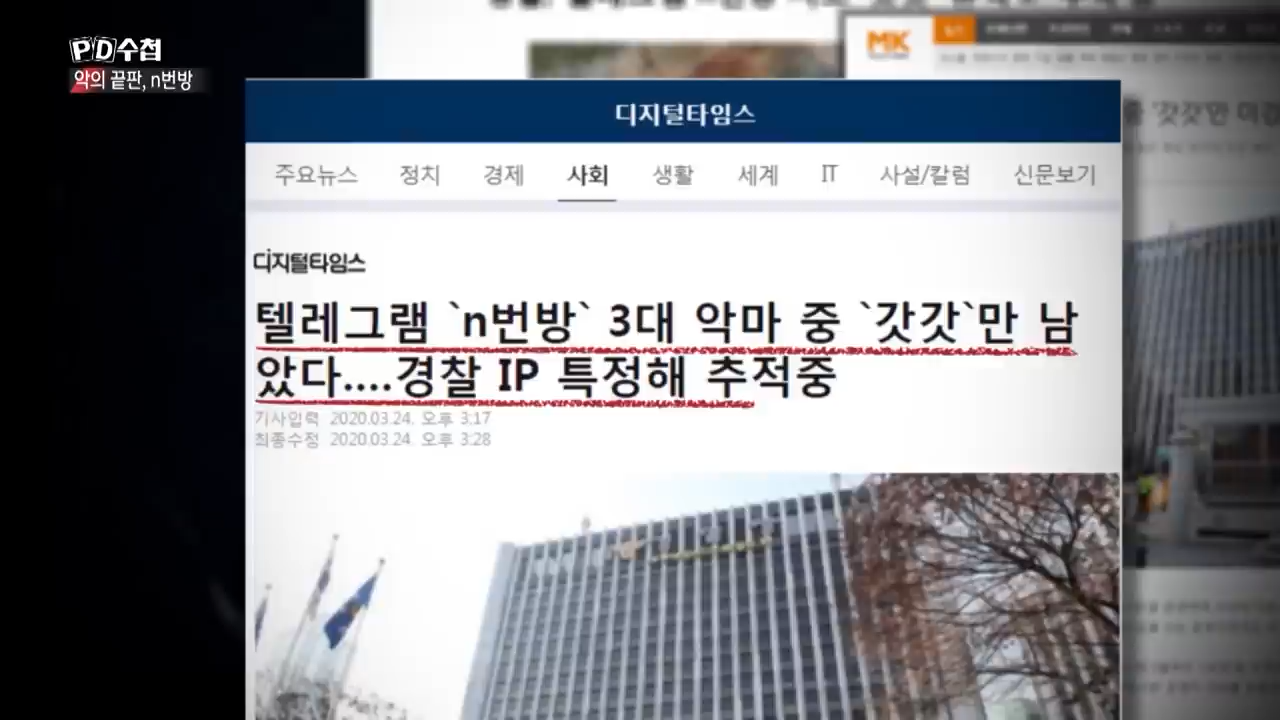 PD수첩
악의 끝판, n번방
MK
디지털타임스
주요뉴스 정치 경제 사회 생활 세계 IT 사설/칼럼 신문보기
디지털타임스
텔레그램 `n번방` 3대 악마 중 `갓갓`만 남
았다....경찰 IP 특정해 추적중
기사입력 2020.03.24. 오후 3:17
최종수정 2020.03.24. 오후 3:28